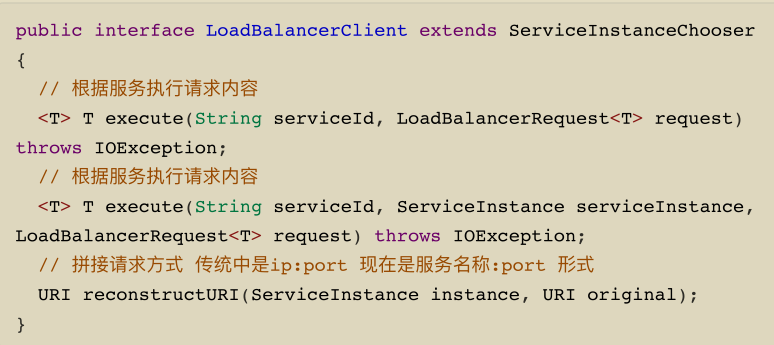 public interface LoadBalancerClient extends ServiceInstanceChooser
{
// 根据服务执行请求内容
<T> T execute(String serviceId, LoadBalancerRequest<T> request)
throws IOException;
// 根据服务执行请求内容
<T> T execute(String serviceId, ServiceInstance serviceInstance,
LoadBalancerRequest<T> request) throws IOException;
// 拼接请求方式 传统中是ip:port 现在是服务名称:port 形式
URI reconstructURI(ServiceInstance instance, URI original);
}